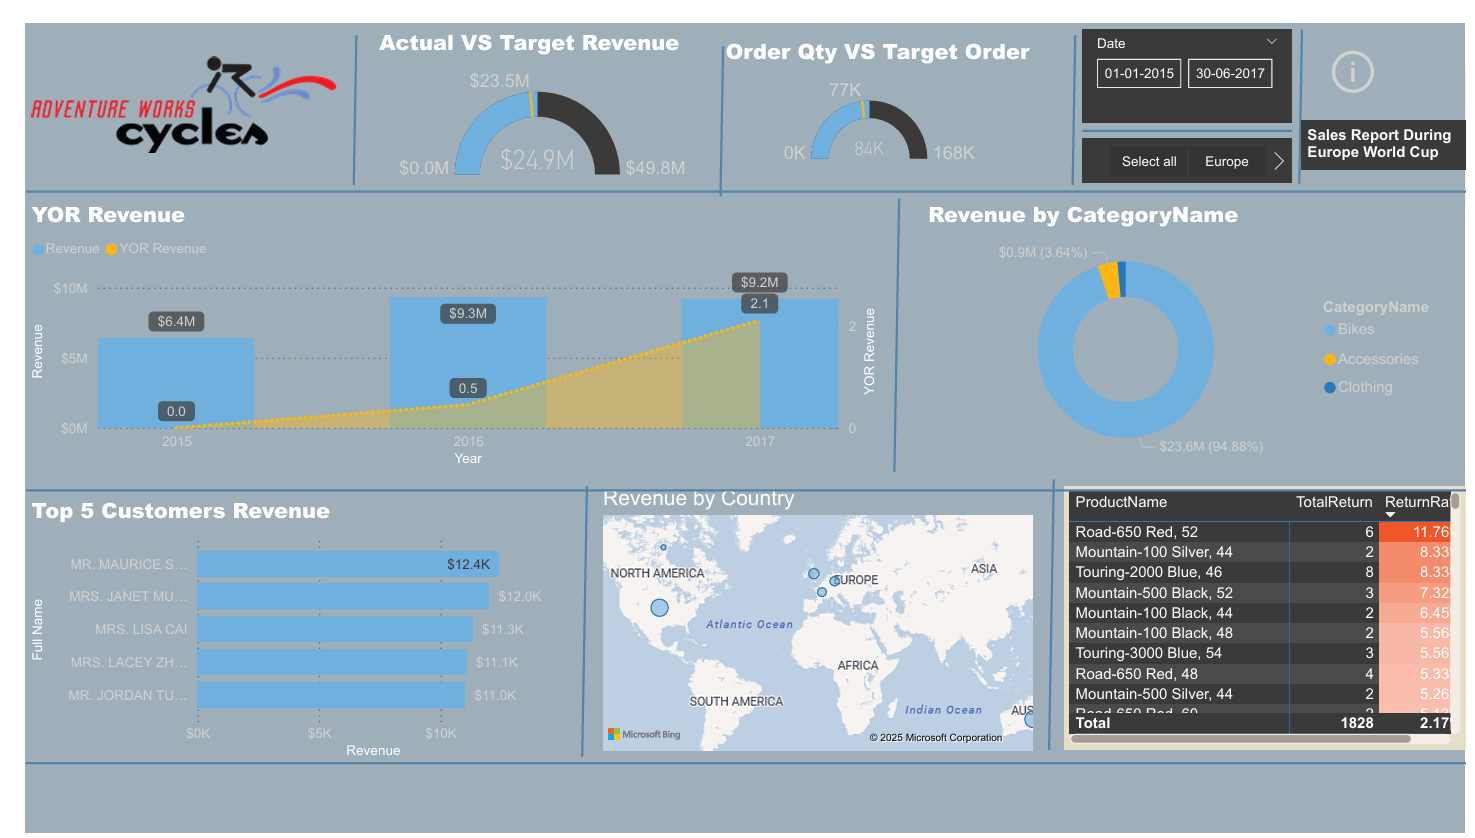 ADVENTURE WORKS
cycles
Actual VS Target Revenue
$23.5M
$0.0M
$24.9M
$49.8M
Order Qty VS Target Order
77K
0K
84K
168K
Date
01-01-2015
30-06-2017
Select all
Europe
Sales Report During
Europe World Cup
YOR Revenue
Revenue
YOR Revenue
$10M
$5M
$0M
Revenue
$6.4M
$9.3M
$9.2M
2.1
0.5
0.0
2
0
YOR Revenue
2015
2016
2017
Year
Revenue by CategoryName
$0.9M (3.64%)
$23.6M (94.88%)
CategoryName
Bikes
Accessories
Clothing
Top 5 Customers Revenue
Full Name
MR. MAURICE S... $12.4K
MRS. JANET MU... $12.0K
MRS. LISA CAI $11.3K
MRS. LACEY ZH... $11.1K
MR. JORDAN TU... $11.0K
$0K
$5K
$10K
Revenue
Revenue by Country
NORTH AMERICA
EUROPE
ASIA
Atlantic Ocean
AFRICA
SOUTH AMERICA
Indian Ocean
AUS
Microsoft Bing
© 2025 Microsoft Corporation
ProductName TotalReturn ReturnRa
Road-650 Red, 52 6 11.76
Mountain-100 Silver, 44 2 8.33
Touring-2000 Blue, 46 8 8.33
Mountain-500 Black, 52 3 7.32
Mountain-100 Black, 44 2 6.45
Mountain-100 Black, 48 2 5.56
Touring-3000 Blue, 54 3 5.56
Road-650 Red, 48 4 5.33
Mountain-500 Silver, 44 2 5.26
Total 1828 2.17